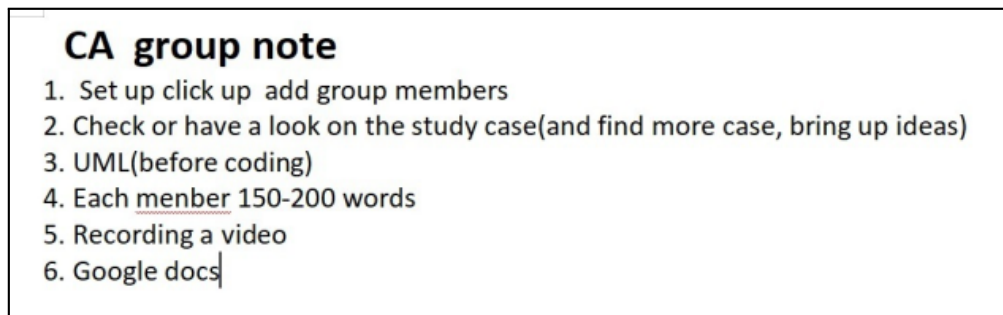 CA  group note
1.  Set up click up  add group members
2. Check or have a look on the study case(and find more case, bring up ideas)
3. UML(before coding)
4. Each menber 150-200 words
5. Recording a video
6. Google docs